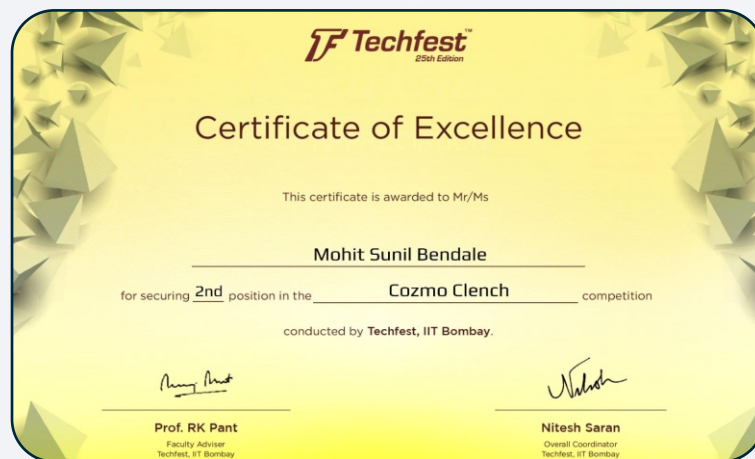 Techfest™
25th Edition
Certificate of Excellence
This certificate is awarded to Mr/Ms
Mohit Sunil Bendale
for securing 2nd position in the Cozmo Clench competition
conducted by Techfest, IIT Bombay.
Prof. RK Pant
Faculty Adviser
Techfest, IIT Bombay
Nitesh Saran
Overall Coordinator
Techfest, IIT Bombay